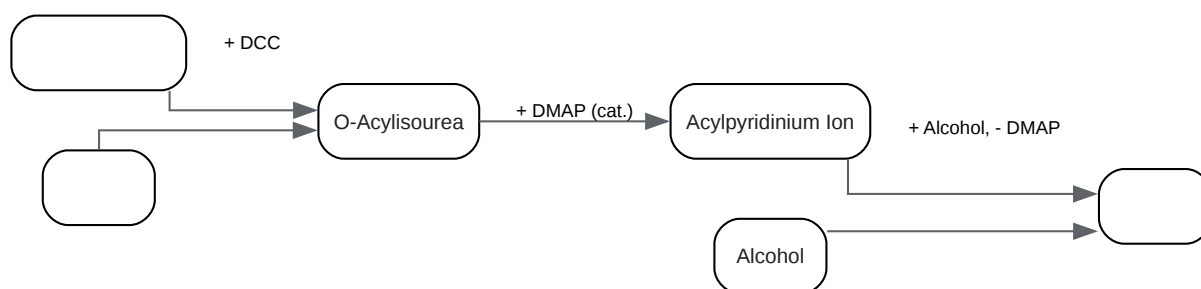 + DCC
O-Acylisourea
+ DMAP (cat.)
Acylpyridinium Ion
+ Alcohol, - DMAP
Alcohol